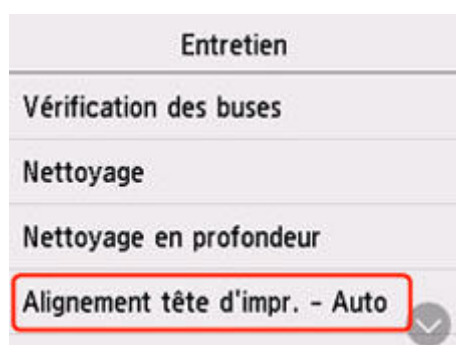 Entretien
Vérification des buses
Nettoyage
Nettoyage en profondeur
Alignement tête d'impr. - Auto